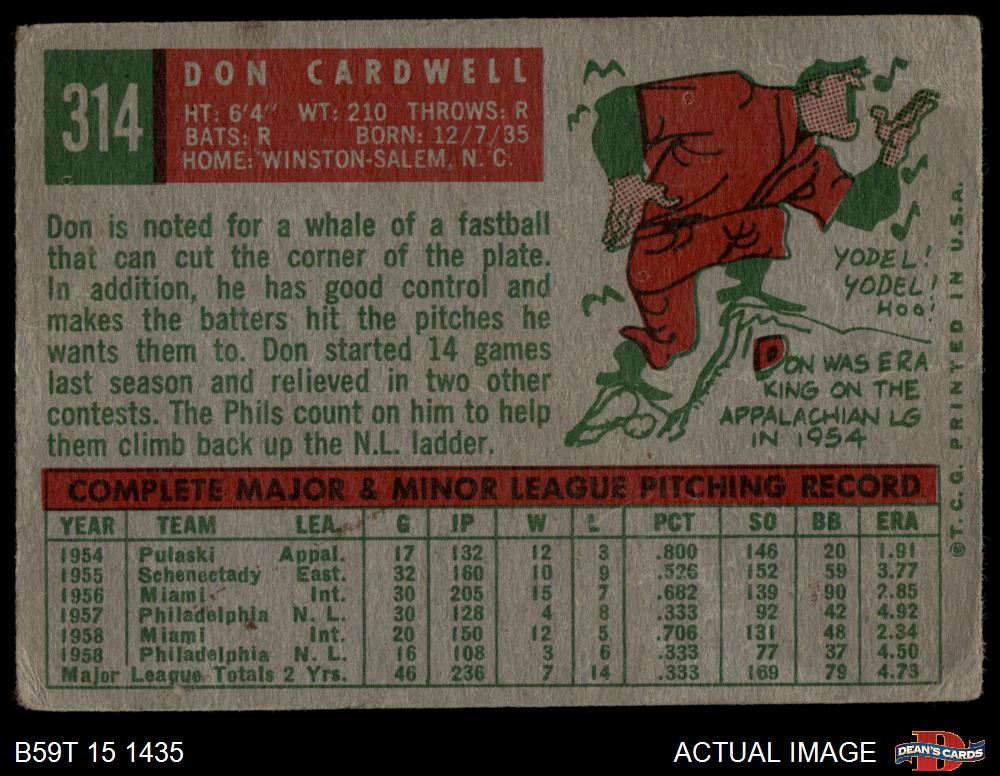 314
DON CARDWELL
HT: 6'4" WT: 210 THROWS: R
BATS: R BORN: 12/7/35
HOME: WINSTON-SALEM, N. C.
Don is noted for a whale of a fastball
that can cut the corner of the plate.
In addition, he has good control and
makes the batters hit the pitches he
wants them to. Don started 14 games
last season and relieved in two other
contests. The Phils count on him to help
them climb back up the N.L. ladder.
YODEL!
YODEL!
HOO!
DON WAS ERA
KING ON THE
APPALACHIAN LG
IN 1954
©T. C. G. PRINTED IN U.S.A.
COMPLETE MAJOR & MINOR LEAGUE PITCHING RECORD
YEAR TEAM LEA. G IP W L PCT SO BB ERA
1954 Pulaski Appal. 17 132 12 3 .800 146 20 1.91
1955 Schenectady East. 32 160 10 9 .526 152 59 3.77
1956 Miami Int. 30 205 15 7 .682 139 90 2.85
1957 Philadelphia N. L. 30 128 4 8 .333 92 42 4.92
1958 Miami Int. 20 150 12 5 .706 131 48 2.34
1958 Philadelphia N. L. 16 108 3 6 .333 77 37 4.50
Major League Totals 2 Yrs. 46 236 7 14 .333 169 79 4.73
B59T 15 1435
ACTUAL IMAGE
DEAN'S CARDS